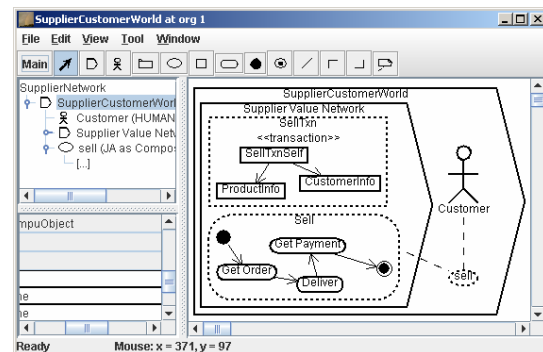 SupplierCustomerWorld at org 1
File Edit View Tool Window
Main
SupplierNetwork
SupplierCustomerWorl
Customer (HUMAN
Supplier Value Netw
sell (JA as Compo:
[...]
mpuObject
ne
ne
SupplierCustomerWorld
Supplier Value Network
SellTxn
<<transaction>>
SellTxnSelf
ProductInfo
CustomerInfo
Customer
Sell
Get Payment
Get Order
Deliver
sell
Ready Mouse: x = 371, y = 97